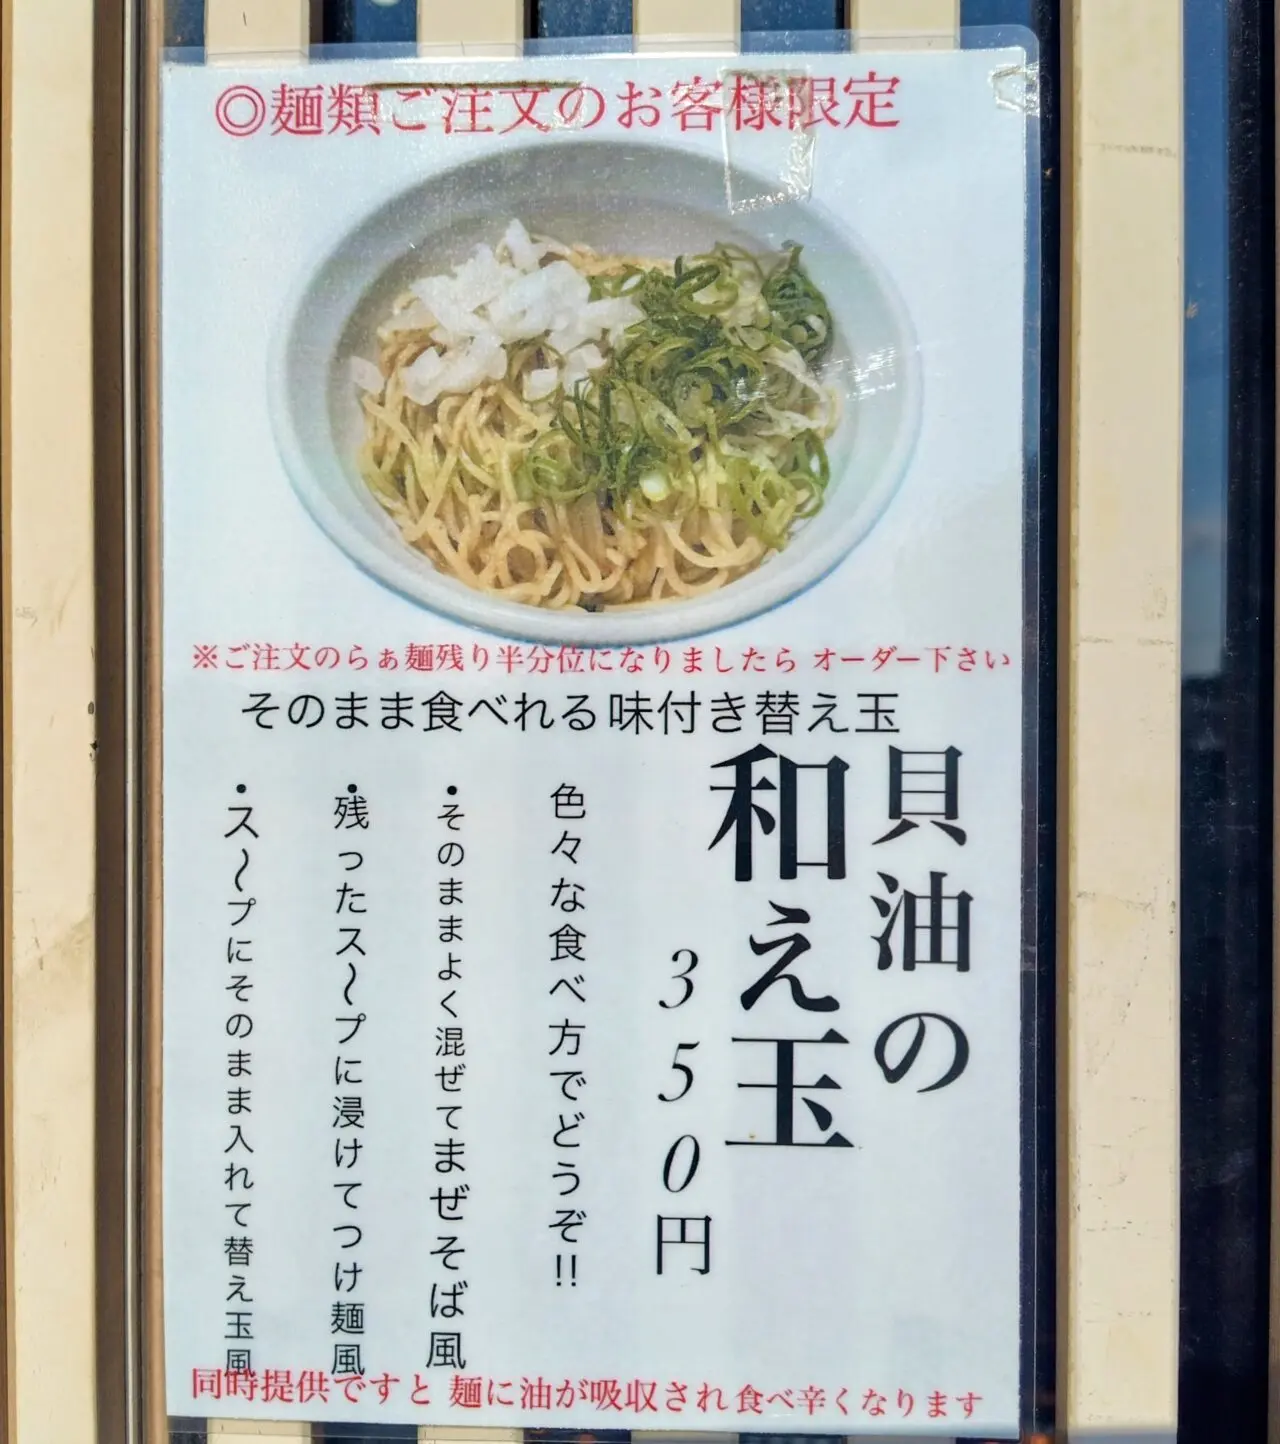 ◎麺類ご注文のお客様限定
※ご注文のらぁ麺残り半分位になりましたら オーダー下さい
そのまま食べれる味付き替え玉
貝油の
和え玉
350円
色々な食べ方でどうぞ!!
・そのままよく混ぜてまぜそば風
・残ったス〜プに浸けてつけ麺風
・ス〜プにそのまま入れて替え玉風
同時提供ですと 麺に油が吸収され食べ辛くなります